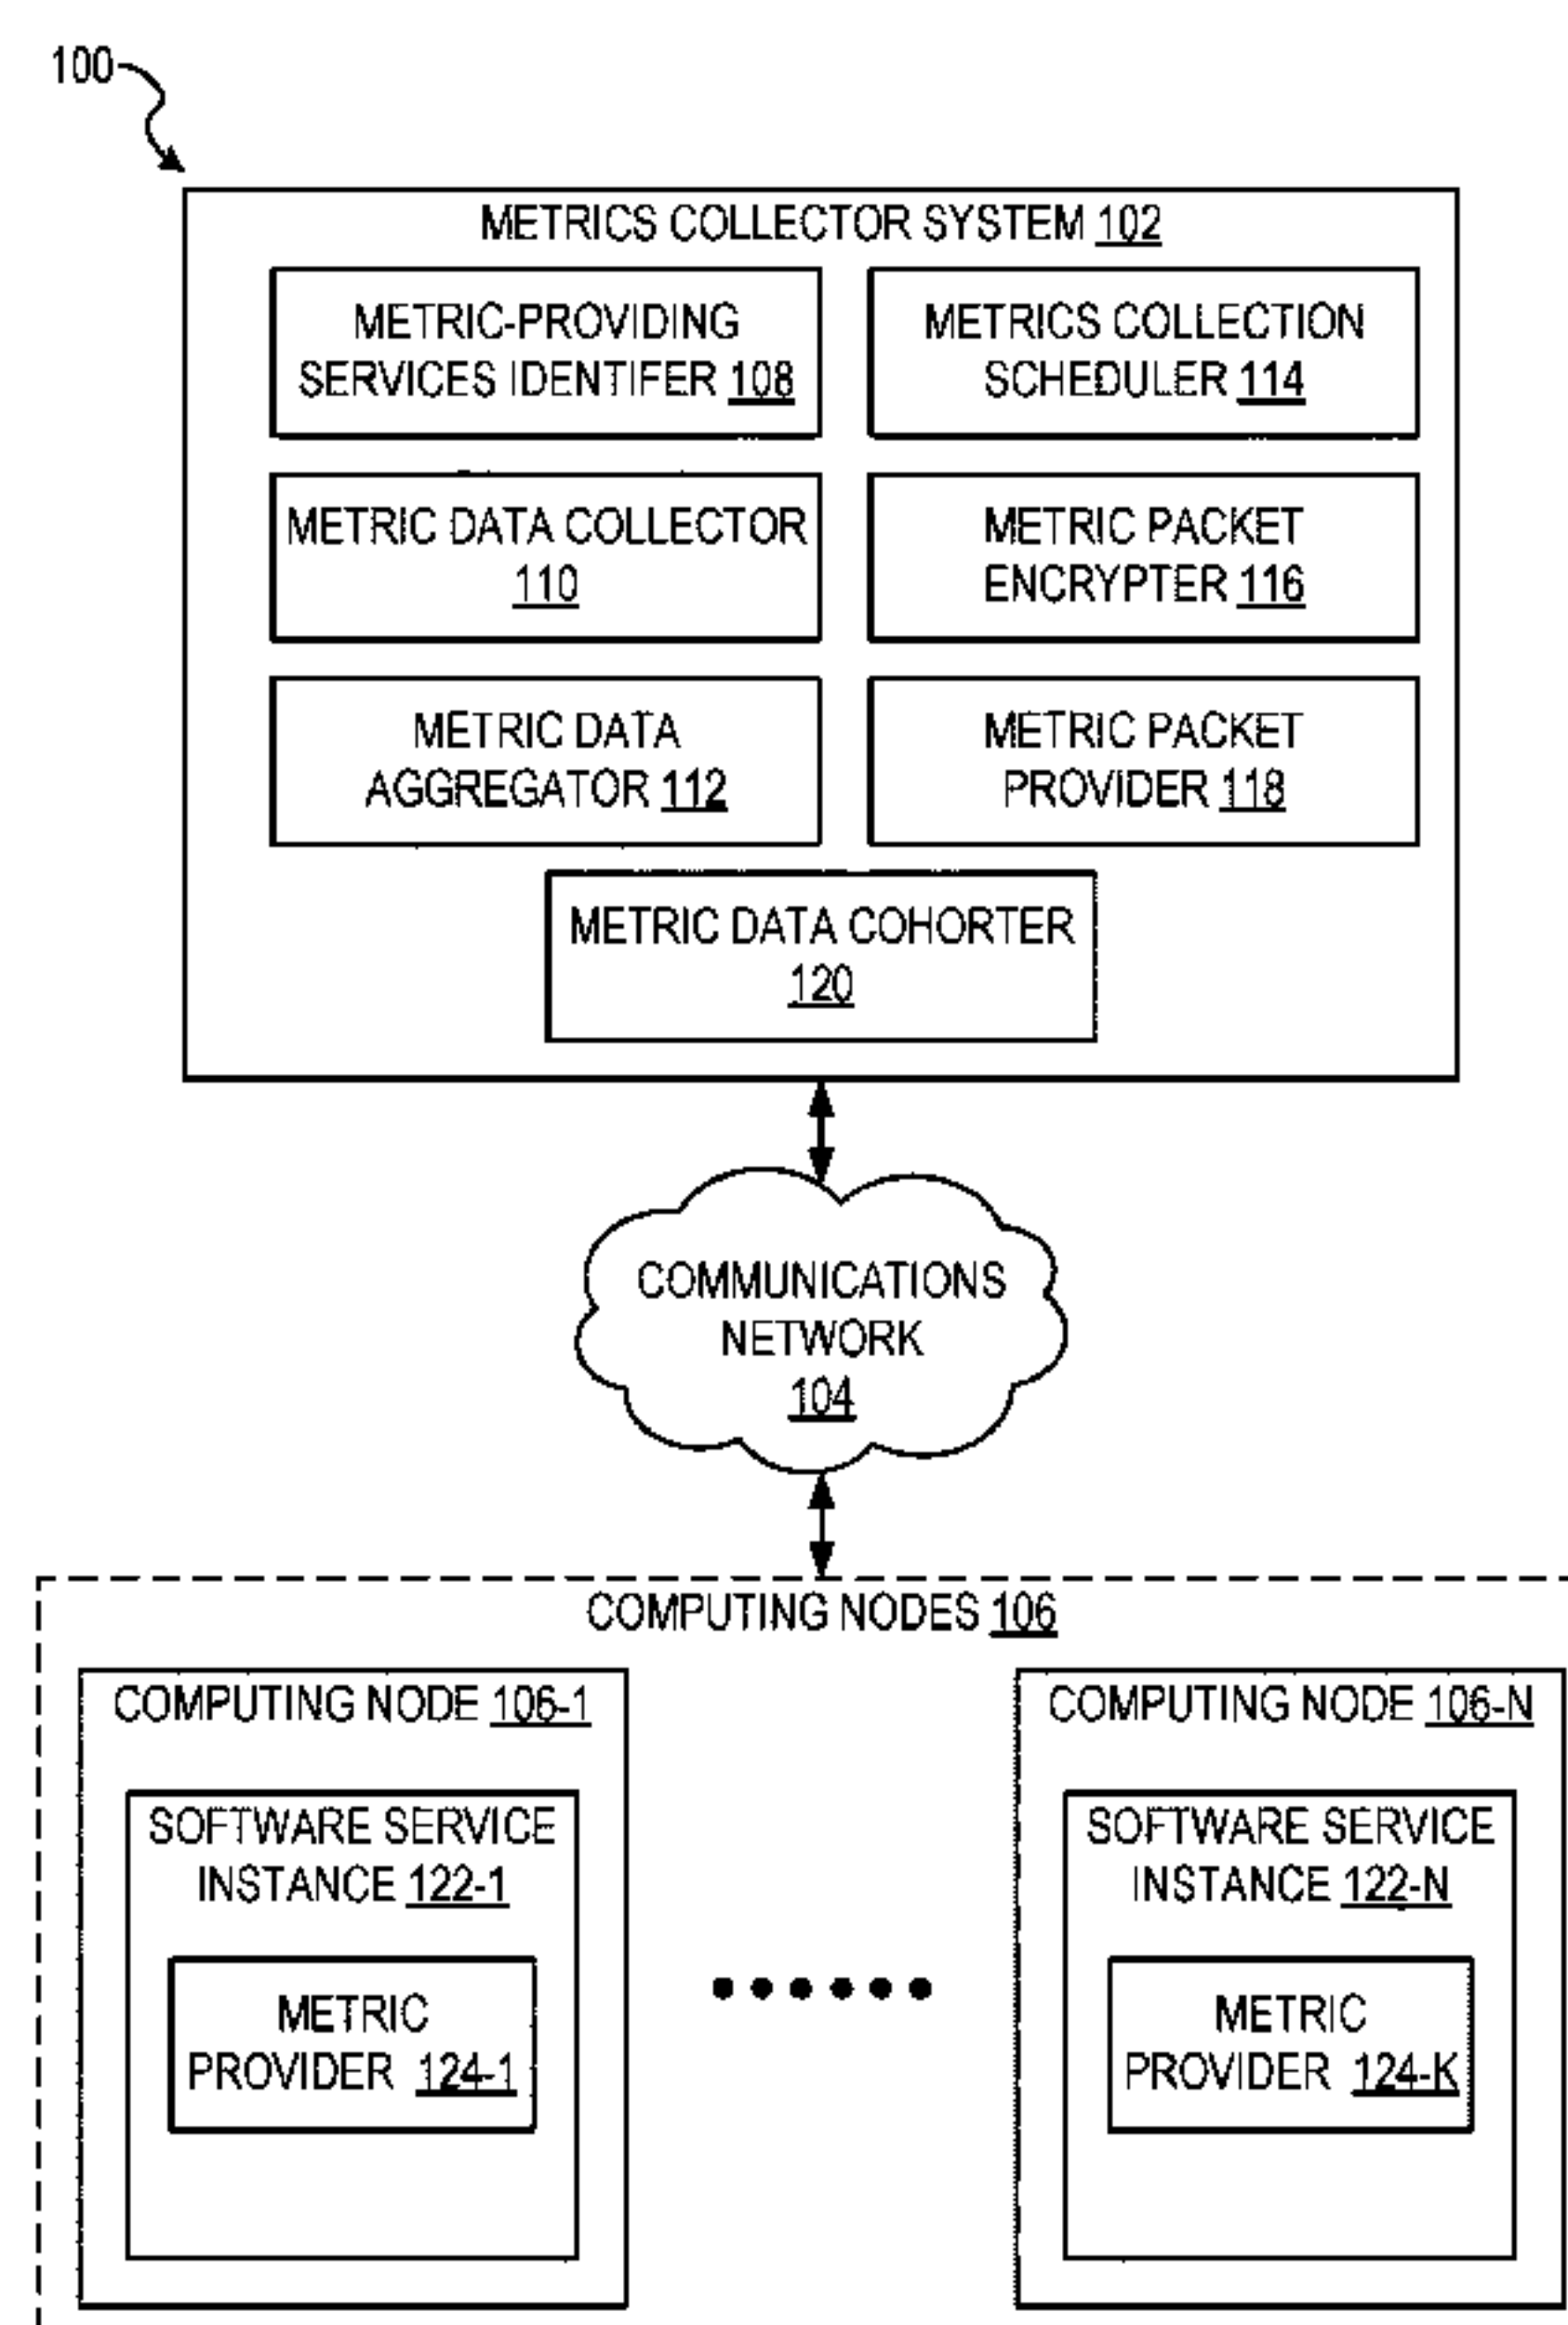 100
METRICS COLLECTOR SYSTEM 102
METRIC-PROVIDING
SERVICES IDENTIFER 108
METRICS COLLECTION
SCHEDULER 114
METRIC DATA COLLECTOR
110
METRIC PACKET
ENCRYPTER 116
METRIC DATA
AGGREGATOR 112
METRIC PACKET
PROVIDER 118
METRIC DATA COHORTER
120
COMMUNICATIONS
NETWORK
104
COMPUTING NODES 106
COMPUTING NODE 106-1
SOFTWARE SERVICE
INSTANCE 122-1
METRIC
PROVIDER 124-1
COMPUTING NODE 106-N
SOFTWARE SERVICE
INSTANCE 122-N
METRIC
PROVIDER 124-K